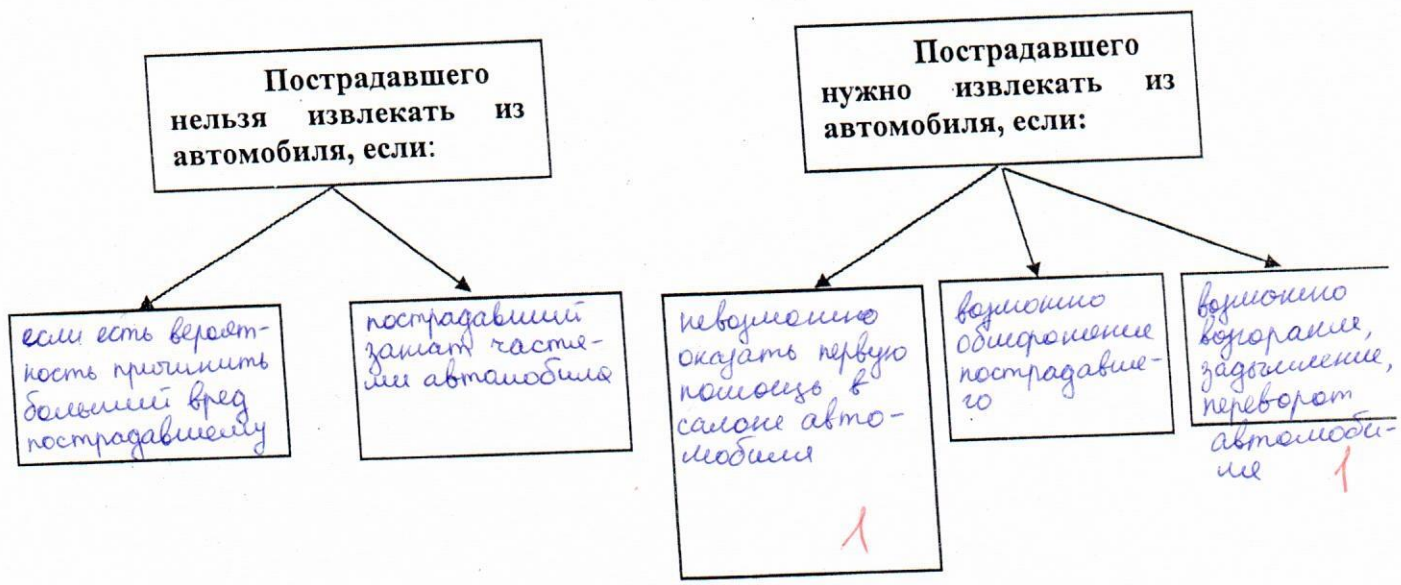 Пострадавшего
нельзя извлекать из
автомобиля, если:
Пострадавшего
нужно извлекать из
автомобиля, если:
если есть вероят-
ность причинить
больший вред
пострадавшему
пострадавший
зажат частя-
ми автомобиля
невозможно
оказать первую
помощь в
салоне авто-
мобиля
1
возможно
обморожение
пострадавше-
го
возможно
возгорание,
задымление,
переворот
автомоби-
ля
1